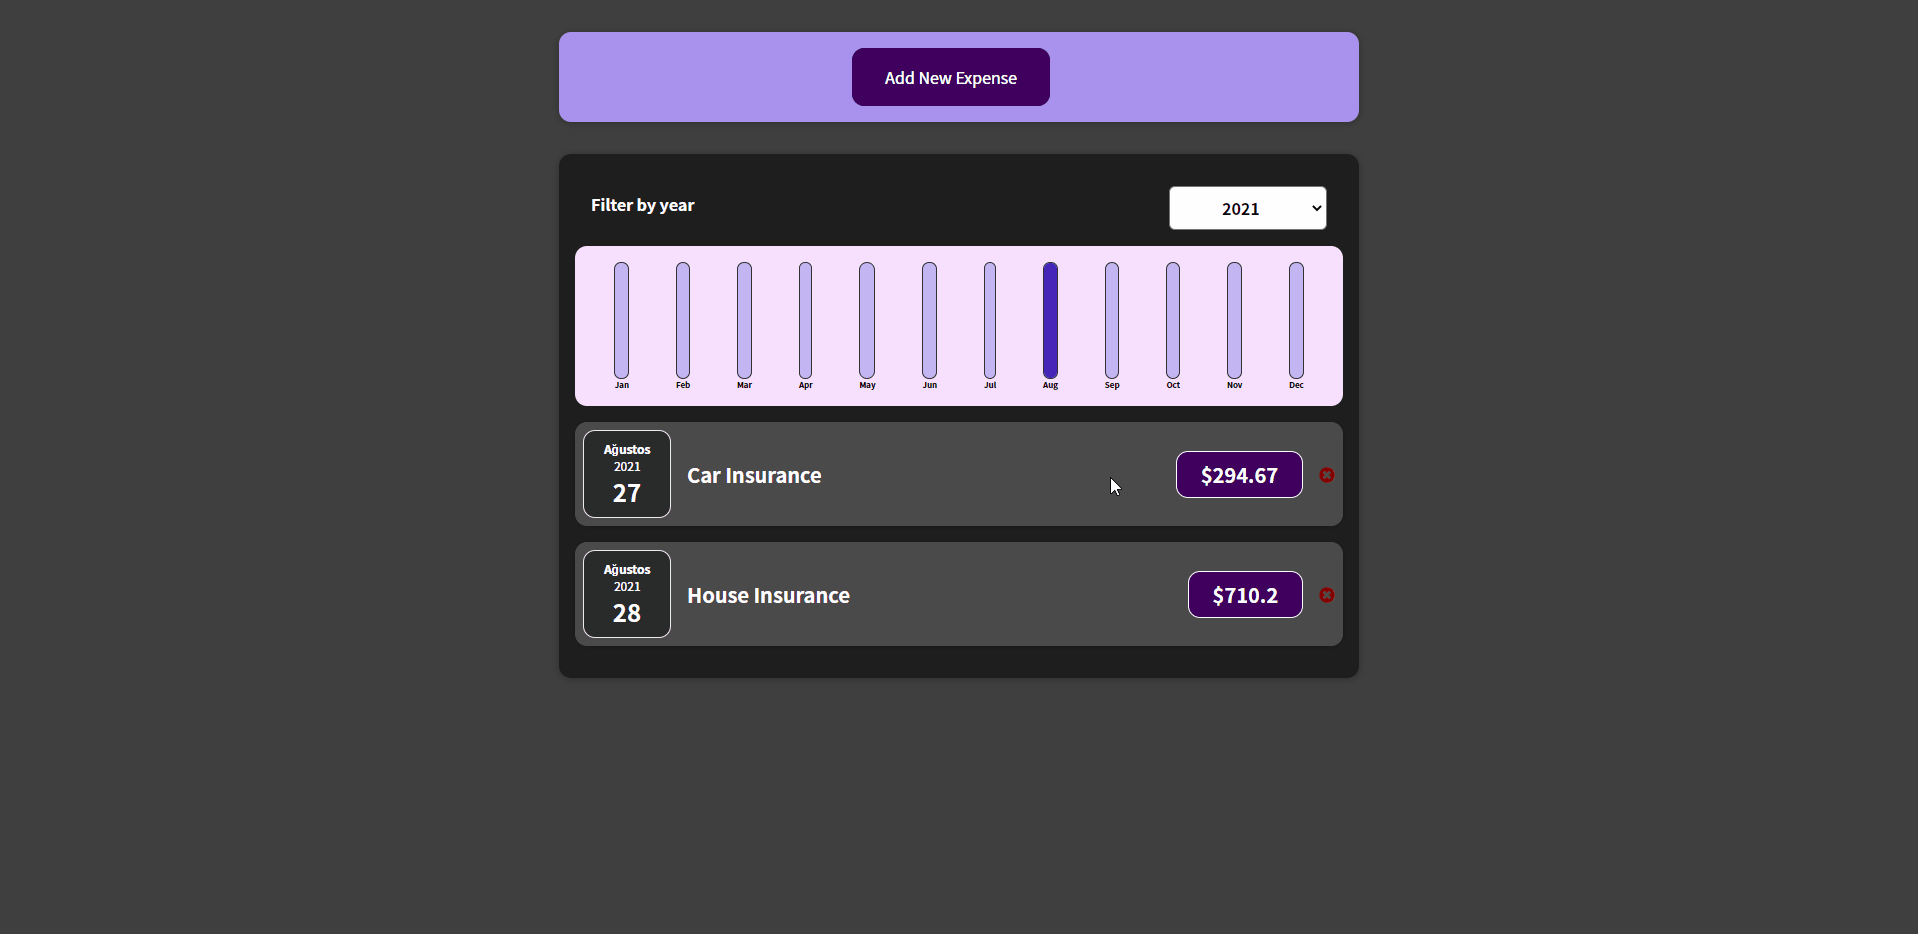 Add New Expense
Filter by year
2021
Jan Feb Mar Apr May Jun Jul Aug Sep Oct Nov Dec
Ağustos
2021
27
Car Insurance
$294.67
Ağustos
2021
28
House Insurance
$710.2